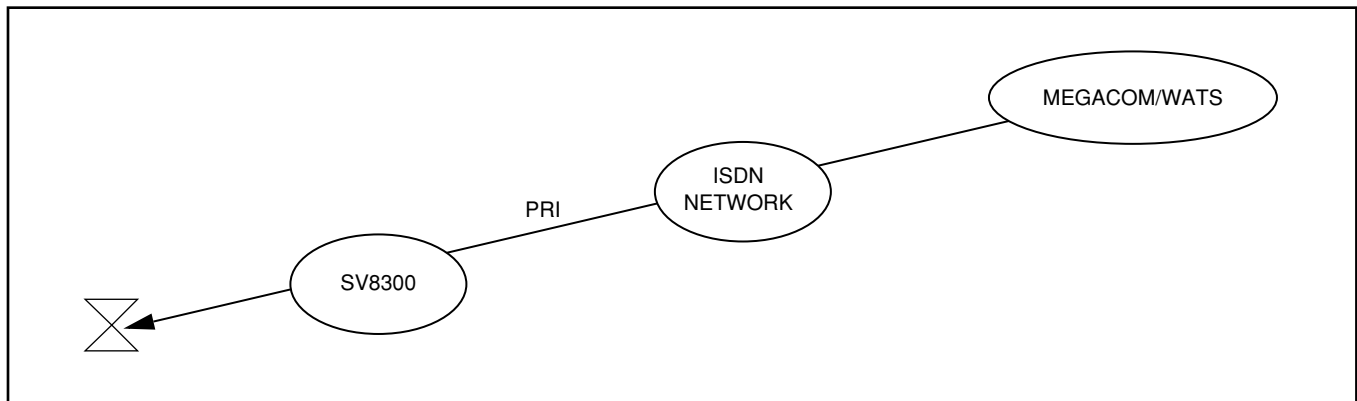 MEGACOM/WATS
ISDN
NETWORK
PRI
SV8300